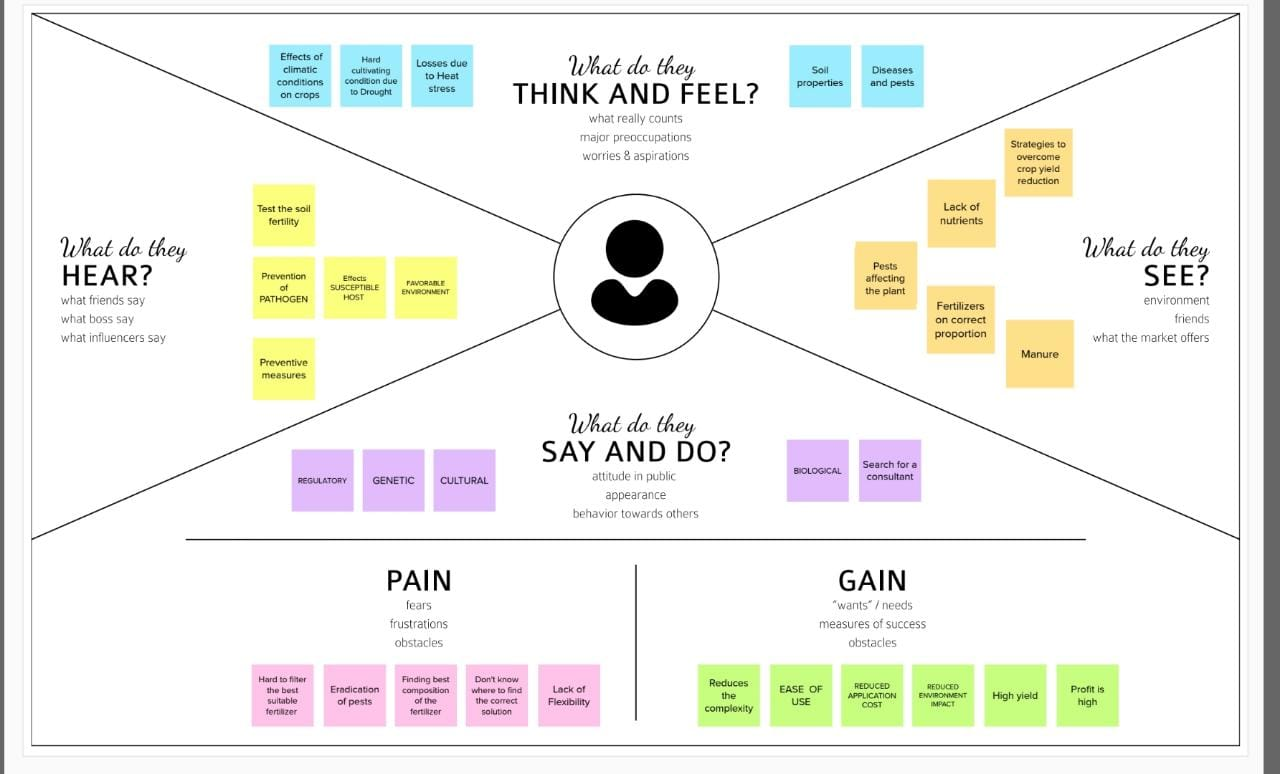 What do they
THINK AND FEEL?
what really counts
major preoccupations
worries & aspirations
Effects of
climatic
conditions
on crops
Hard
cultivating
condition due
to Drought
Losses due
to Heat
stress
Soil
properties
Diseases
and pests
What do they
HEAR?
what friends say
what boss say
what influencers say
Test the soil
fertility
Prevention
of
PATHOGEN
Effects
SUSCEPTIBLE
HOST
FAVORABLE
ENVIRONMENT
Preventive
measures
What do they
SEE?
environment
friends
what the market offers
Strategies to
overcome
crop yield
reduction
Lack of
nutrients
Pests
affecting
the plant
Fertilizers
on correct
proportion
Manure
What do they
SAY AND DO?
attitude in public
appearance
behavior towards others
REGULATORY
GENETIC
CULTURAL
BIOLOGICAL
Search for a
consultant
PAIN
fears
frustrations
obstacles
Hard to filter
the best
suitable
fertilizer
Eradication
of pests
Finding best
composition
of the
fertilizer
Don't know
where to find
the correct
solution
Lack of
Flexibility
GAIN
"wants" / needs
measures of success
obstacles
Reduces
the
complexity
EASE OF
USE
REDUCED
APPLICATION
COST
REDUCED
ENVIRONMENT
IMPACT
High yield
Profit is
high